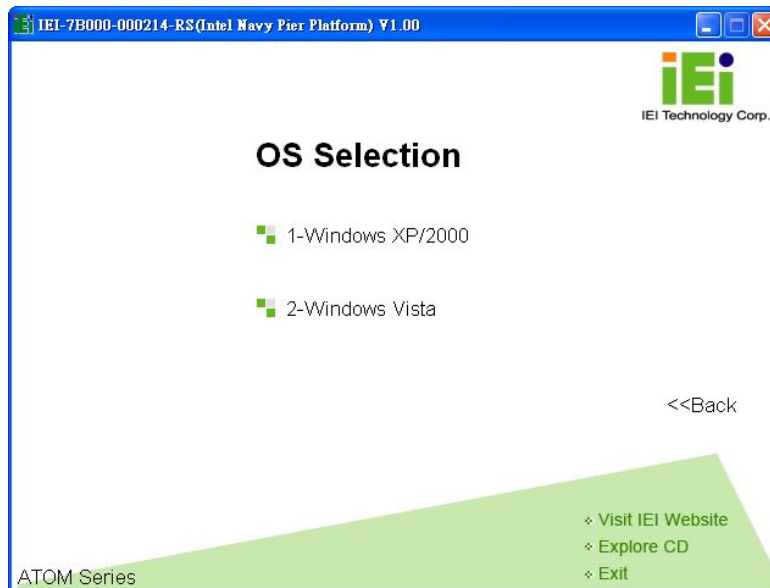 IEI-7B000-000214-RS(Intel Navy Pier Platform) V1.00
iEi
IEI Technology Corp.
OS Selection
1-Windows XP/2000
2-Windows Vista
<<Back
Visit IEI Website
Explore CD
Exit
ATOM Series